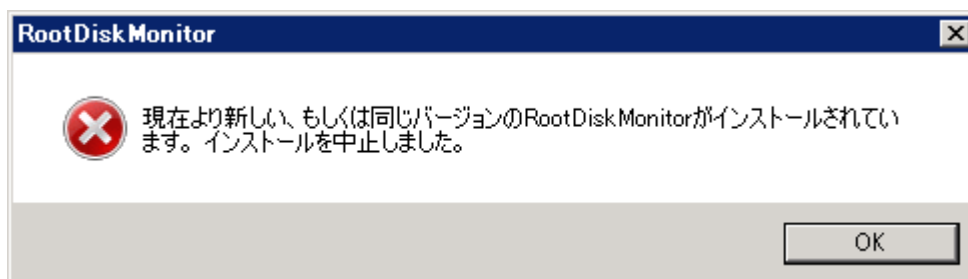 RootDiskMonitor
現在より新しい、もしくは同じバージョンのRootDiskMonitorがインストールされてい
ます。インストールを中止しました。
OK